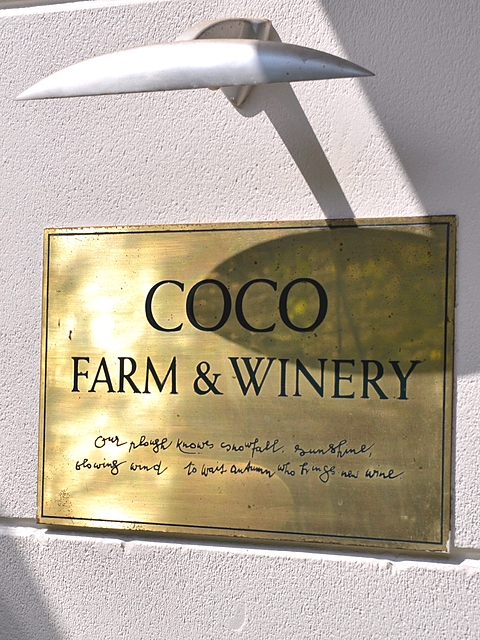 COCO
FARM & WINERY
Our plough knows snowfall, sunshine,
blowing wind to wait autumn who brings new wine